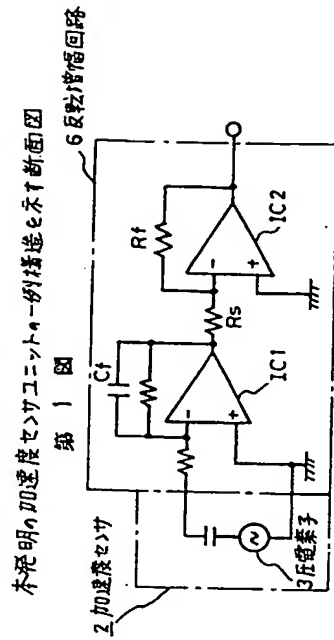 本発明の加速度センサユニットの一例構造を示す断面図
第 1 図
6 反転増幅回路
Cf
Rf
Rs
IC1
IC2
-
+
-
+
2 加速度センサ
3 圧電素子